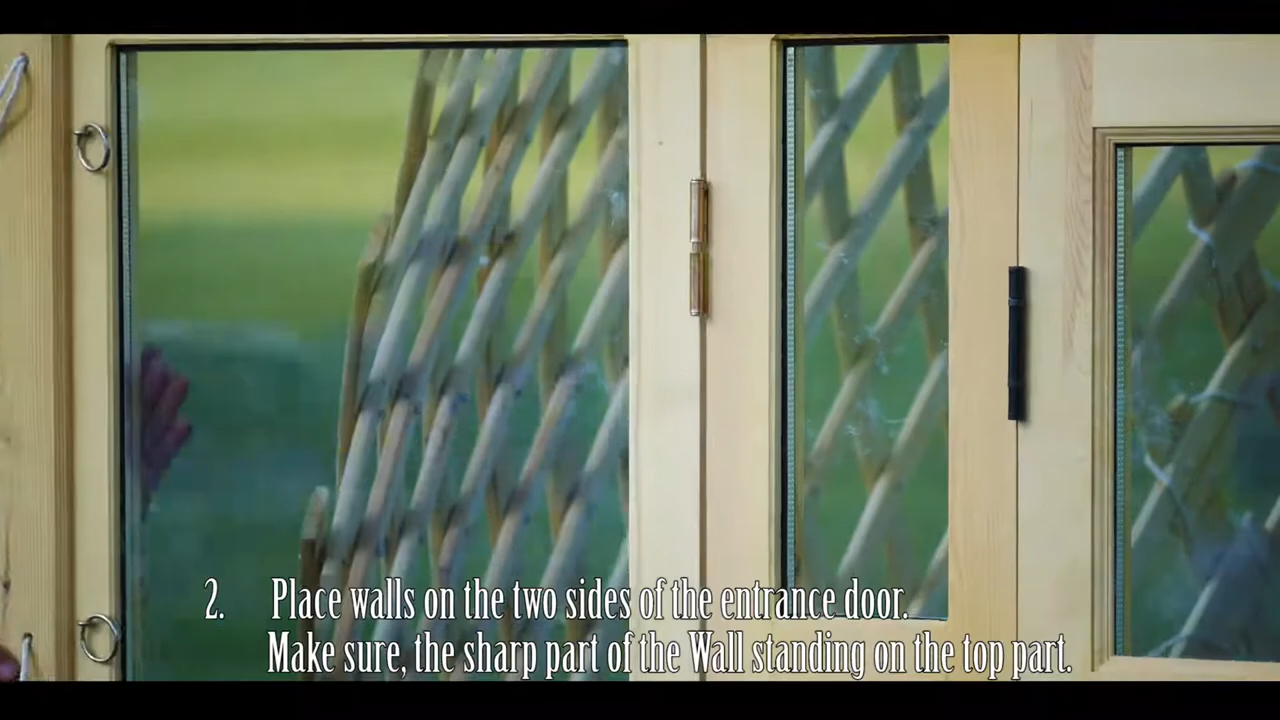 2. Place walls on the two sides of the entrance door.
Make sure, the sharp part of the Wall standing on the top part.